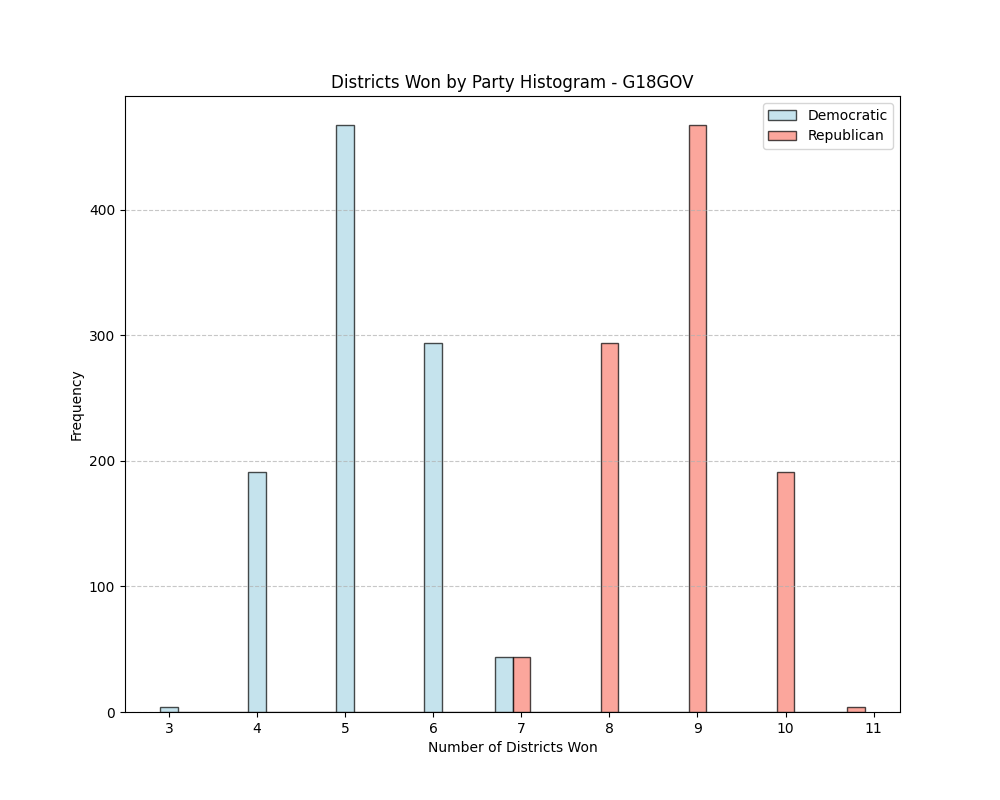 Districts Won by Party Histogram - G18GOV
Democratic
Republican
Frequency
400
300
200
100
0
3 4 5 6 7 8 9 10 11
Number of Districts Won